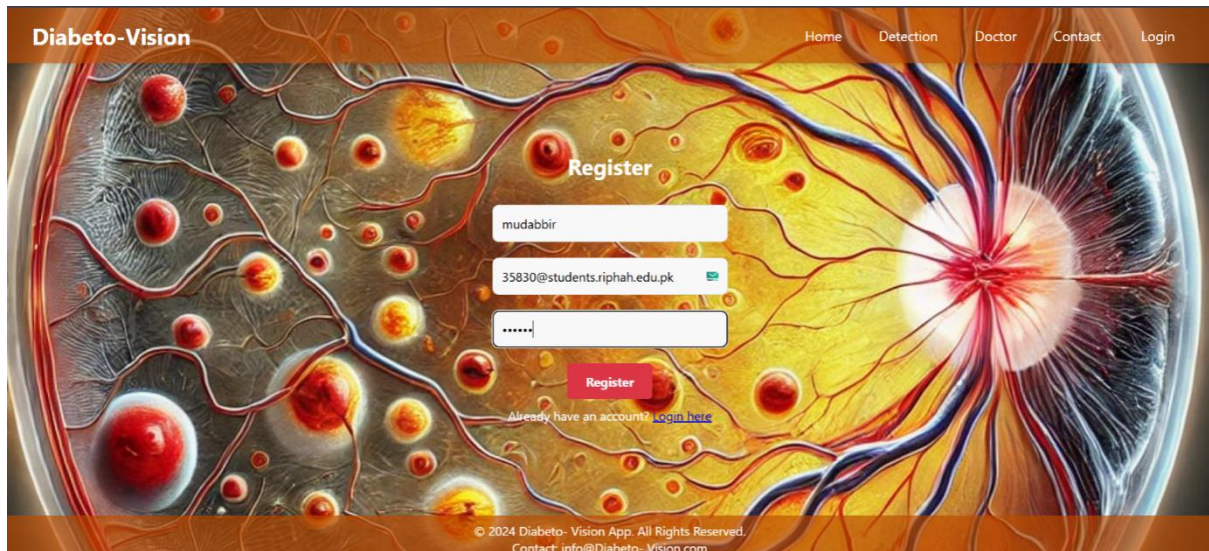 Diabeto-Vision Home Detection Doctor Contact Login
Register
mudabbir
35830@students.riphah.edu.pk
••••••
Register
Already have an account? Login here
© 2024 Diabeto- Vision App. All Rights Reserved.
Contact: info@Diabeto- Vision.com